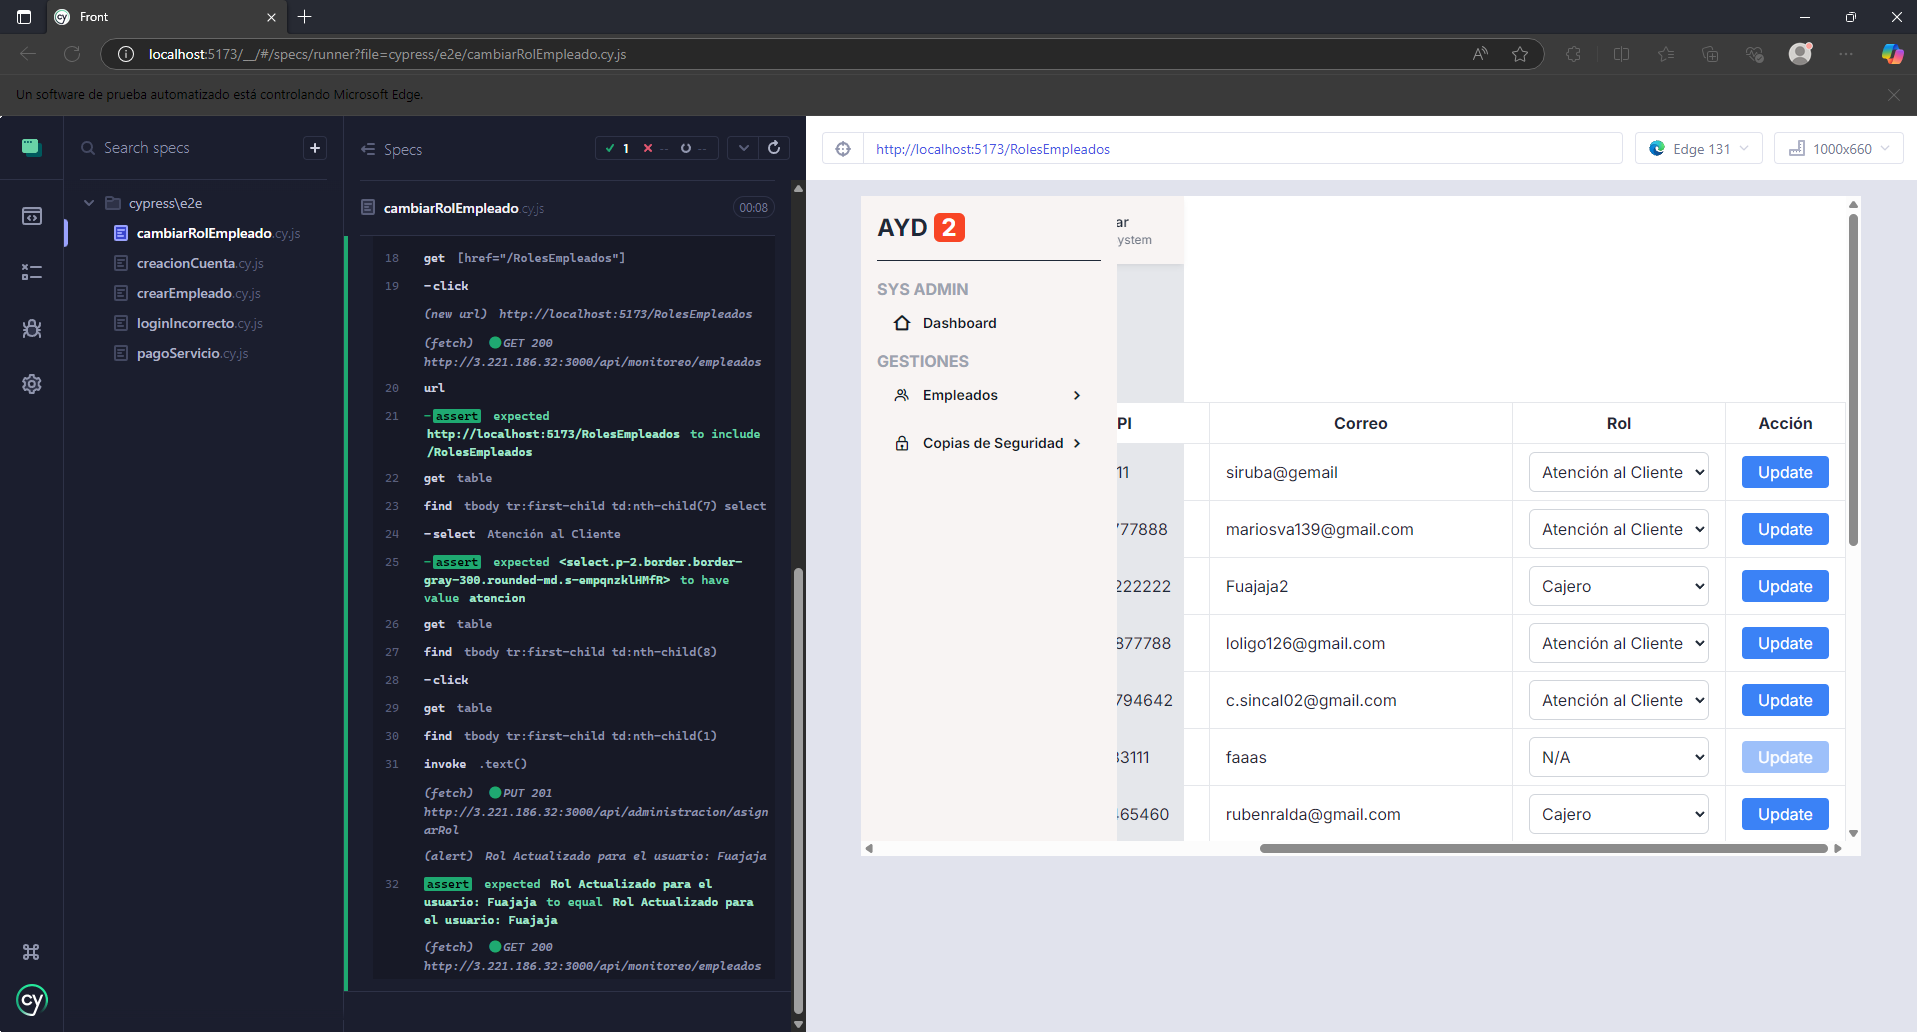 Front
localhost:5173/__/#/specs/runner?file=cypress/e2e/cambiarRolEmpleado.cy.js
Un software de prueba automatizado está controlando Microsoft Edge.
Search specs
cypress\e2e
cambiarRolEmpleado.cy.js
creacionCuenta.cy.js
crearEmpleado.cy.js
loginIncorrecto.cy.js
pagoServicio.cy.js
cy
Specs
1 -- --
cambiarRolEmpleado.cy.js 00:08
18 get [href="/RolesEmpleados"]
19 -click
(new url) http://localhost:5173/RolesEmpleados
(fetch) GET 200
http://3.221.186.32:3000/api/monitoreo/empleados
20 url
21 -assert expected
http://localhost:5173/RolesEmpleados to include
/RolesEmpleados
22 get table
23 find tbody tr:first-child td:nth-child(7) select
24 -select Atención al Cliente
25 -assert expected <select.p-2.border.border-
gray-300.rounded-md.s-empqnzklHMfR> to have
value atencion
26 get table
27 find tbody tr:first-child td:nth-child(8)
28 -click
29 get table
30 find tbody tr:first-child td:nth-child(1)
31 invoke .text()
(fetch) PUT 201
http://3.221.186.32:3000/api/administracion/asign
arRol
(alert) Rol Actualizado para el usuario: Fuajaja
32 assert expected Rol Actualizado para el
usuario: Fuajaja to equal Rol Actualizado para
el usuario: Fuajaja
(fetch) GET 200
http://3.221.186.32:3000/api/monitoreo/empleados
http://localhost:5173/RolesEmpleados
Edge 131
1000x660
AYD 2
ar
ystem
SYS ADMIN
Dashboard
GESTIONES
Empleados
Copias de Seguridad
PI Correo Rol Acción
11 siruba@gemail Atención al Cliente Update
777888 mariosva139@gmail.com Atención al Cliente Update
222222 Fuajaja2 Cajero Update
877788 loligo126@gmail.com Atención al Cliente Update
794642 c.sincal02@gmail.com Atención al Cliente Update
33111 faaas N/A Update
465460 rubenralda@gmail.com Cajero Update